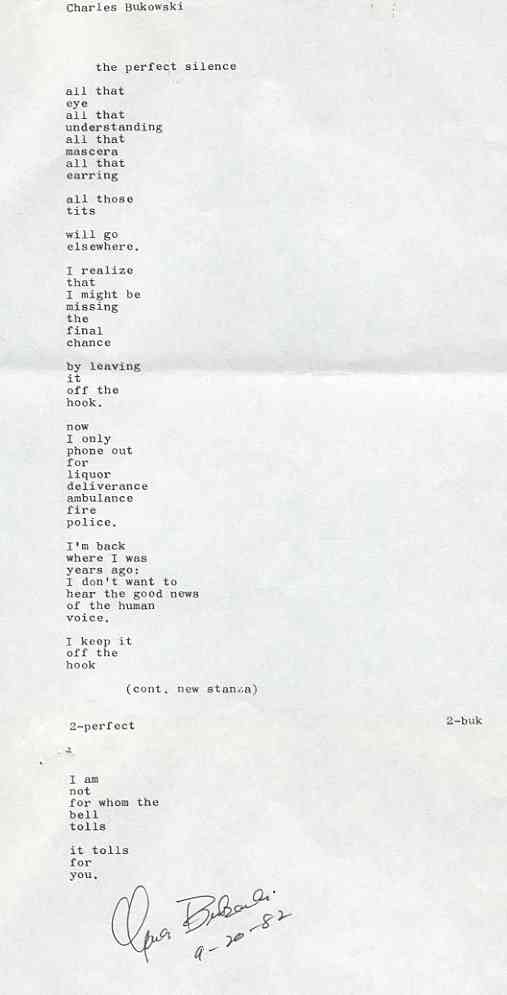 Charles Bukowski
the perfect silence
all that
eye
all that
understanding
all that
mascera
all that
earring
all those
tits
will go
elsewhere.
I realize
that
I might be
missing
the
final
chance
by leaving
it
off the
hook.
now
I only
phone out
for
liquor
deliverance
ambulance
fire
police.
I'm back
where I was
years ago:
I don't want to
hear the good news
of the human
voice.
I keep it
off the
hook
(cont. new stanza)
2-perfect 2-buk
I am
not
for whom the
bell
tolls
it tolls
for
you.
Charles Bukowski
9-20-82